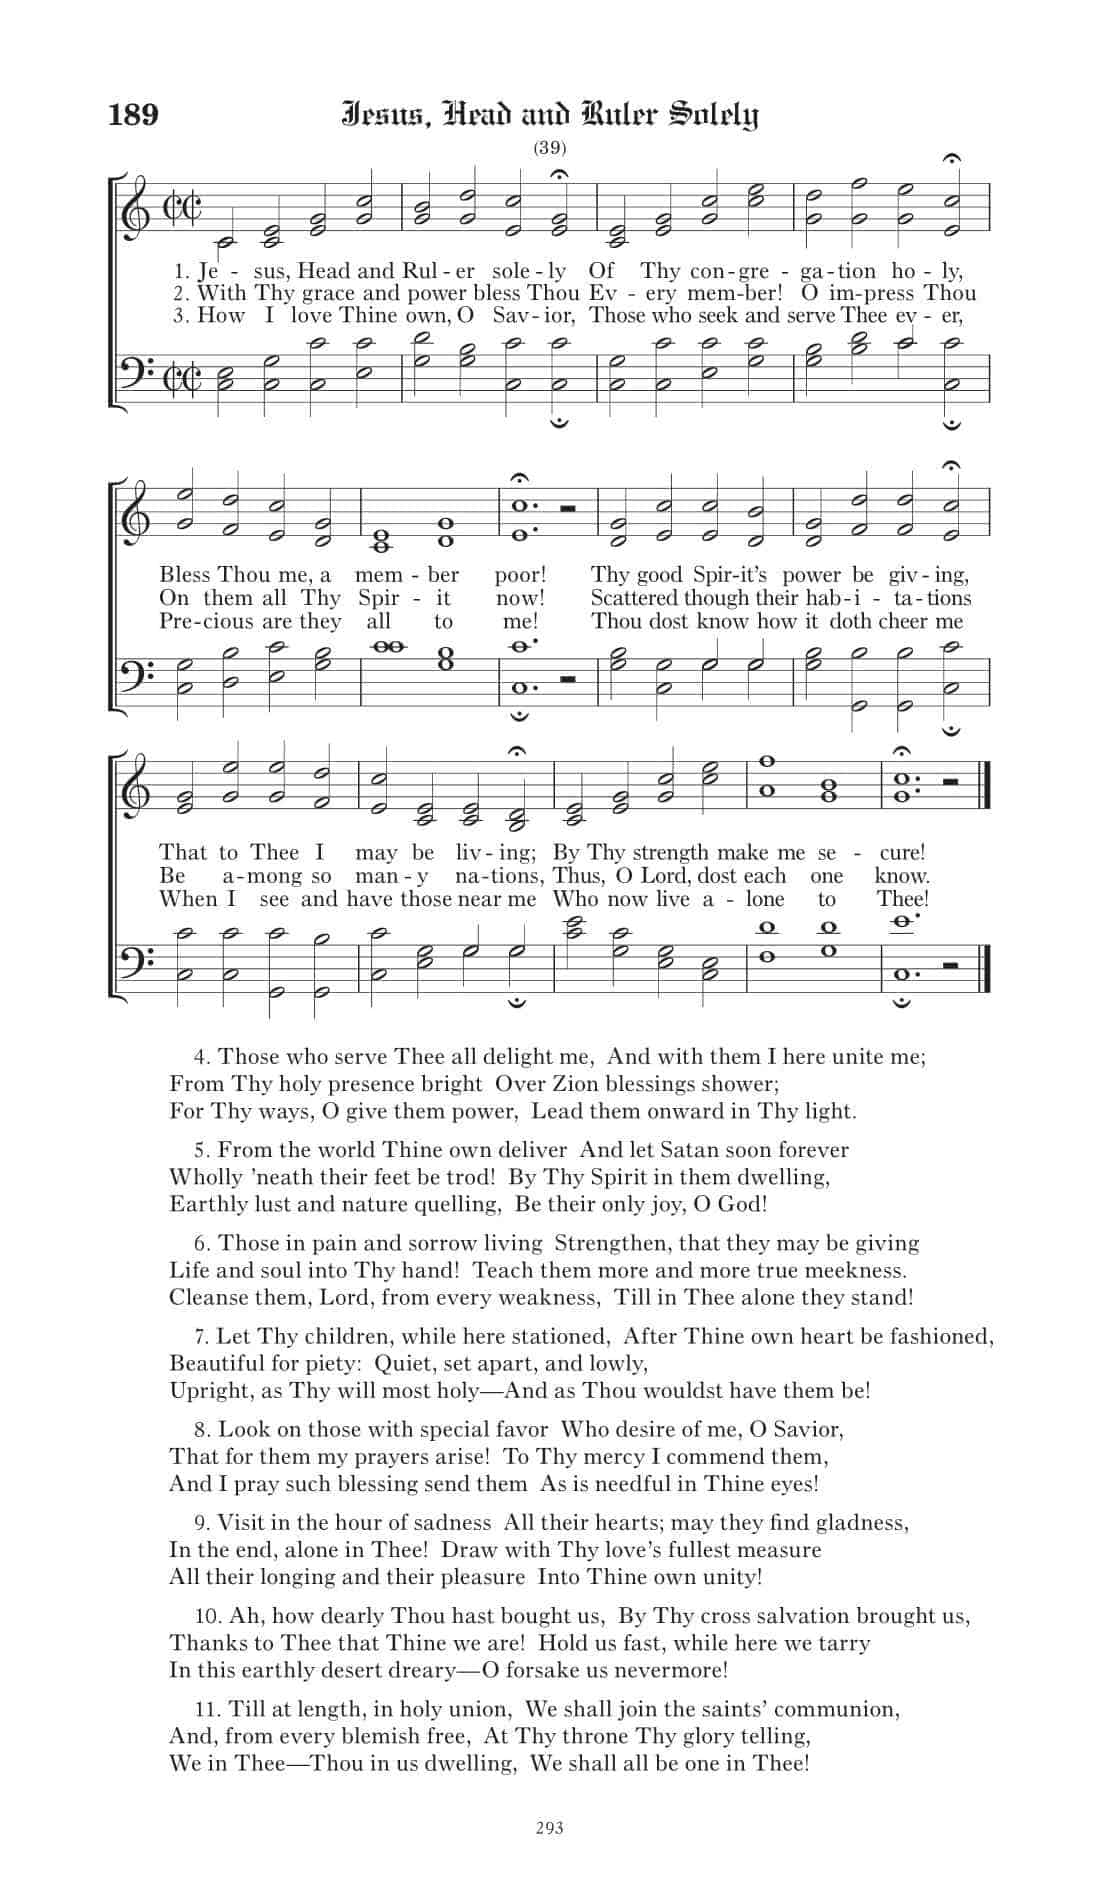 189 Jesus, Head and Ruler Solely
(39)
1. Je - sus, Head and Rul - er sole - ly Of Thy con - gre - ga - tion ho - ly,
2. With Thy grace and power bless Thou Ev - ery mem - ber! O im - press Thou
3. How I love Thine own, O Sav - ior, Those who seek and serve Thee ev - er,
Bless Thou me, a mem - ber poor! Thy good Spir - it's power be giv - ing,
On them all Thy Spir - it now! Scattered though their hab - i - ta - tions
Pre - cious are they all to me! Thou dost know how it doth cheer me
That to Thee I may be liv - ing; By Thy strength make me se - cure!
Be a - mong so man - y na - tions, Thus, O Lord, dost each one know.
When I see and have those near me Who now live a - lone to Thee!
4. Those who serve Thee all delight me, And with them I here unite me;
From Thy holy presence bright Over Zion blessings shower;
For Thy ways, O give them power, Lead them onward in Thy light.
5. From the world Thine own deliver And let Satan soon forever
Wholly ’neath their feet be trod! By Thy Spirit in them dwelling,
Earthly lust and nature quelling, Be their only joy, O God!
6. Those in pain and sorrow living Strengthen, that they may be giving
Life and soul into Thy hand! Teach them more and more true meekness.
Cleanse them, Lord, from every weakness, Till in Thee alone they stand!
7. Let Thy children, while here stationed, After Thine own heart be fashioned,
Beautiful for piety: Quiet, set apart, and lowly,
Upright, as Thy will most holy—And as Thou wouldst have them be!
8. Look on those with special favor Who desire of me, O Savior,
That for them my prayers arise! To Thy mercy I commend them,
And I pray such blessing send them As is needful in Thine eyes!
9. Visit in the hour of sadness All their hearts; may they find gladness,
In the end, alone in Thee! Draw with Thy love’s fullest measure
All their longing and their pleasure Into Thine own unity!
10. Ah, how dearly Thou hast bought us, By Thy cross salvation brought us,
Thanks to Thee that Thine we are! Hold us fast, while here we tarry
In this earthly desert dreary—O forsake us nevermore!
11. Till at length, in holy union, We shall join the saints’ communion,
And, from every blemish free, At Thy throne Thy glory telling,
We in Thee—Thou in us dwelling, We shall all be one in Thee!
293